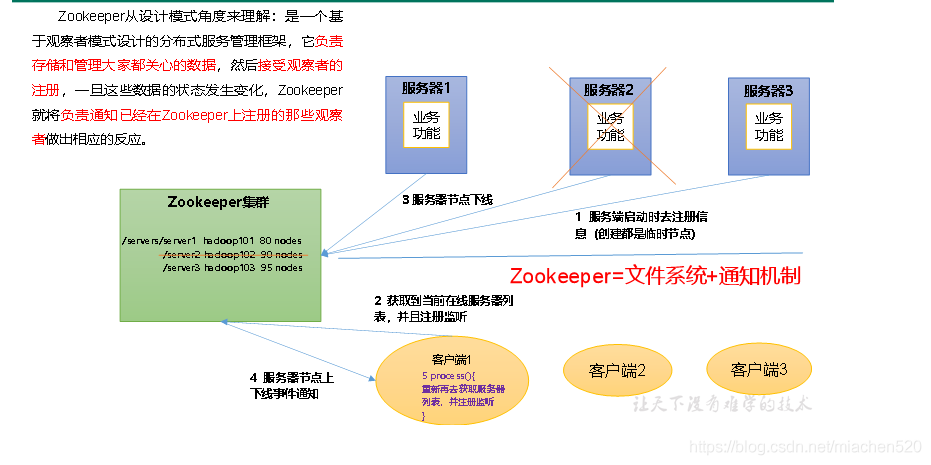 Zookeeper从设计模式角度来理解：是一个基
于观察者模式设计的分布式服务管理框架，它负责
存储和管理大家都关心的数据，然后接受观察者的
注册，一旦这些数据的状态发生变化，Zookeeper
就将负责通知已经在Zookeeper上注册的那些观察
者做出相应的反应。
服务器1
业务
功能
服务器2
业务
功能
服务器3
业务
功能
3 服务器节点下线
1 服务端启动时去注册信
息（创建都是临时节点）
Zookeeper集群
/servers/server1 hadoop101 80 nodes
/server2 hadoop102 90 nodes
/server3 hadoop103 95 nodes
Zookeeper=文件系统+通知机制
2 获取到当前在线服务器列
表，并且注册监听
4 服务器节点上
下线事件通知
客户端1
5 process(){
重新再去获取服务器
列表，并注册监听
}
客户端2
客户端3
让天下没有难学的技术
https://blog.csdn.net/miachen520